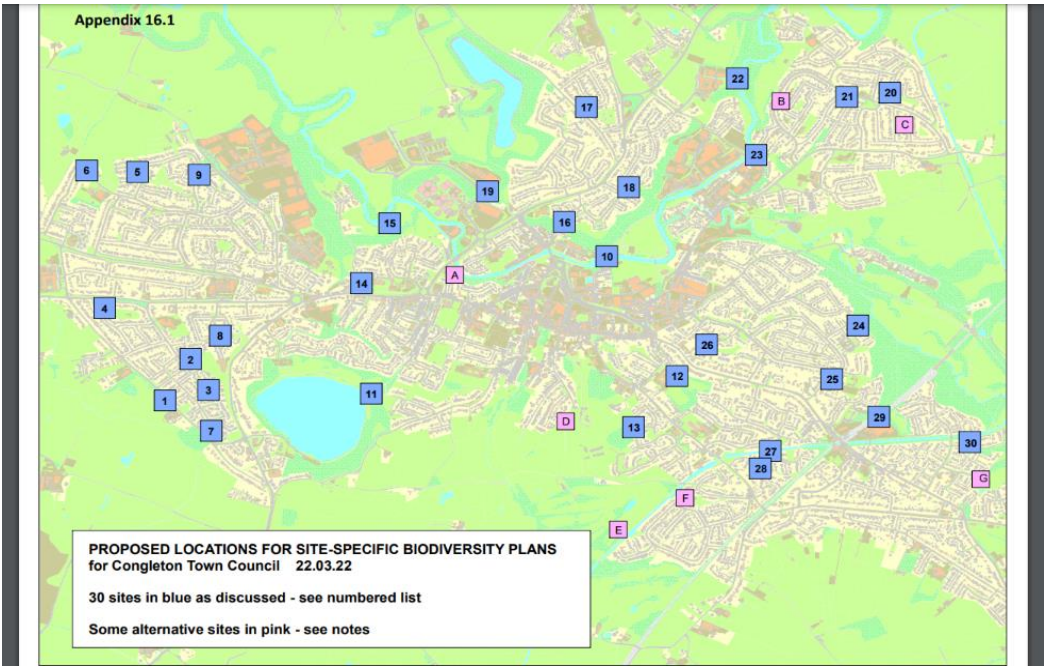 Appendix 16.1
22
20
21
B
17
C
23
6
5
9
18
19
16
15
10
A
14
4
24
8
26
2
12
25
3
11
1
29
D
13
7
30
27
28
G
F
E
PROPOSED LOCATIONS FOR SITE-SPECIFIC BIODIVERSITY PLANS
for Congleton Town Council 22.03.22
30 sites in blue as discussed - see numbered list
Some alternative sites in pink - see notes